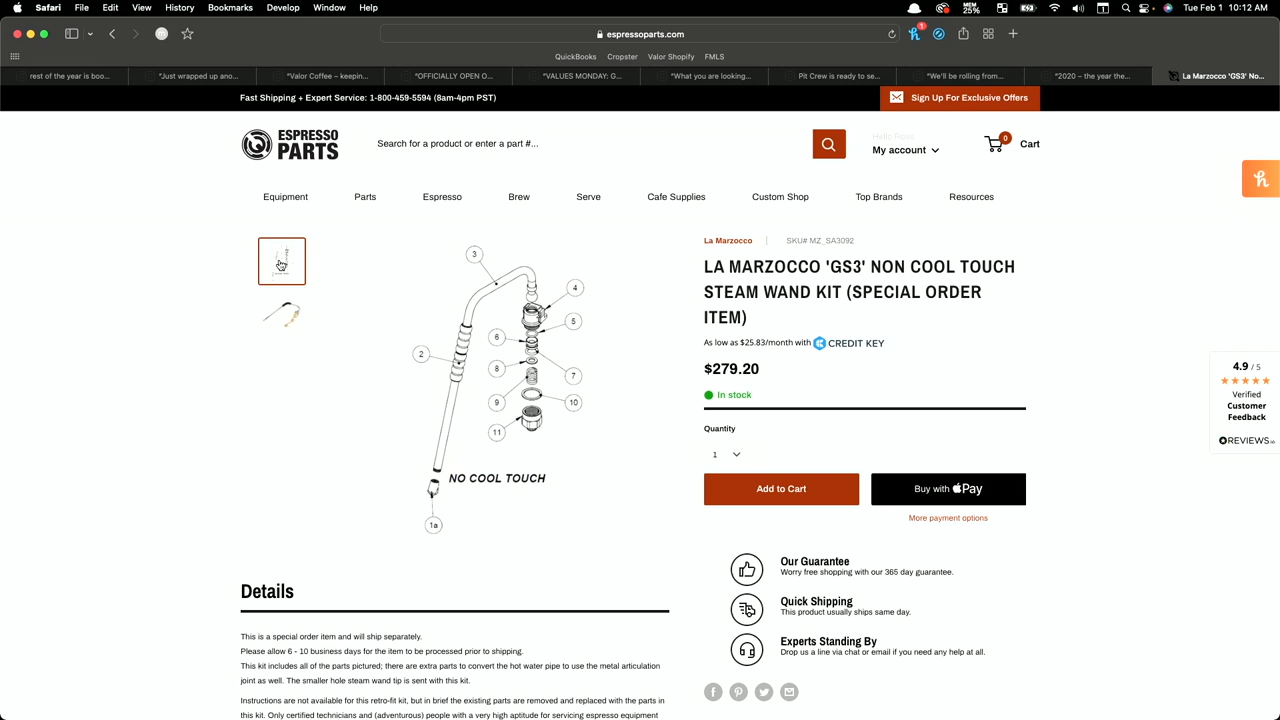 Safari File Edit View History Bookmarks Window Help MEM 25 MB Tue Feb 1 10:12 AM
espressoparts.com 1
QuickBooks Cropster Valor Shopify FMLS
rest of the year is boo... "Just wrapped up ano... "Valor Coffee – keepin... "OFFICIALLY OPEN O... "VALUES MONDAY: G... "What you are looking... Pit Crew is ready to se... "We'll be rolling from... "2020 – the year the... La Marzocco 'GS3' No...
Fast Shipping + Expert Service: 1-800-459-5594 (8am-4pm PST) Sign Up For Exclusive Offers
ESPRESSO PARTS
Search for a product or enter a part #...
Hello Ross
My account
0 Cart
Equipment Parts Espresso Brew Serve Cafe Supplies Custom Shop Top Brands Resources
3
4
5
6
2
8
7
9
10
11
NO COOL TOUCH
1a
La Marzocco SKU# MZ_SA3092
LA MARZOCCO 'GS3' NON COOL TOUCH
STEAM WAND KIT (SPECIAL ORDER
ITEM)
As low as $25.83/month with CREDIT KEY
$279.20
In stock
Quantity
1
Add to Cart Buy with Pay
More payment options
Our Guarantee
Worry free shopping with our 365 day guarantee.
Quick Shipping
This product usually ships same day.
Experts Standing By
Drop us a line via chat or email if you need any help at all.
4.9 / 5
Verified
Customer
Feedback
REVIEWS.io
Details
This is a special order item and will ship separately.
Please allow 6 - 10 business days for the item to be processed prior to shipping.
This kit includes all of the parts pictured; there are extra parts to convert the hot water pipe to use the metal articulation
joint as well. The smaller hole steam wand tip is sent with this kit.
Instructions are not available for this retro-fit kit, but in brief the existing parts are removed and replaced with the parts in
this kit. Only certified technicians and (adventurous) people with a very high aptitude for servicing espresso equipment